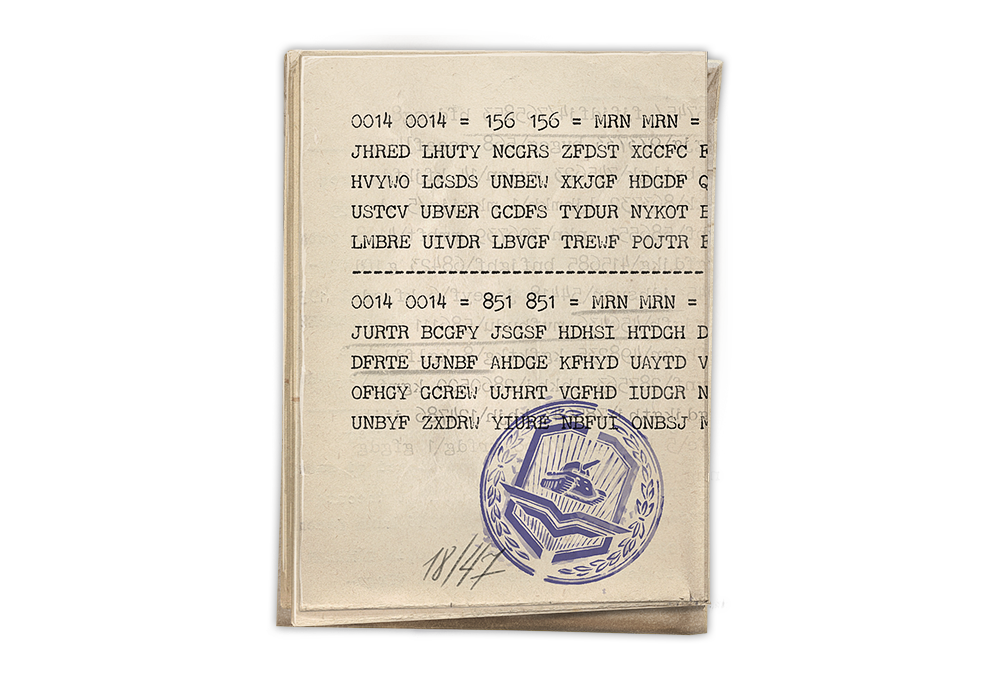 0014 0014 = 156 156 = MRN MRN =
JHRED LHUTY NCGRS ZFDST XGCFC
HVYWO LGSDS UNBEW XKJGF HDGDF
USTCV UBVER GCDFS TYDUR NYKOT
LMBRE UIVDR LBVGF TREWF POJTR
0014 0014 = 851 851 = MRN MRN =
JURTR BCGFY JSGSF HDHSI HTDGH
DFRTE UJNBF AHDGE KFHYD UAYTD
OFHGY GCREW UJHRT VGFHD IUDGR
UNBYF ZXDRW YIURE NBFUI ONBSJ
18/47